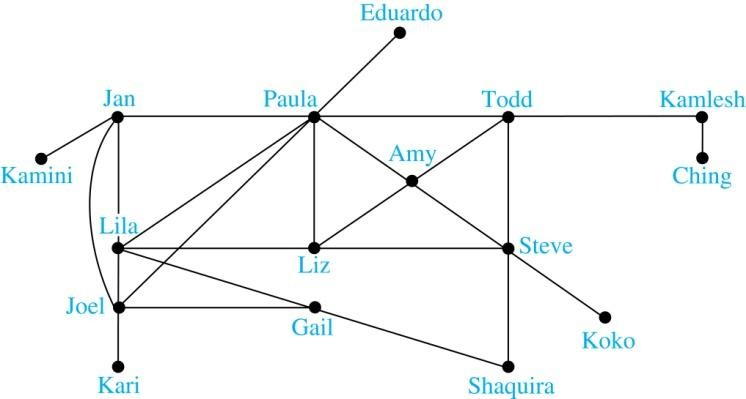 Eduardo
Jan
Paula
Todd
Kamlesh
Amy
Kamini
Ching
Lila
Liz
Steve
Joel
Gail
Koko
Kari
Shaquira